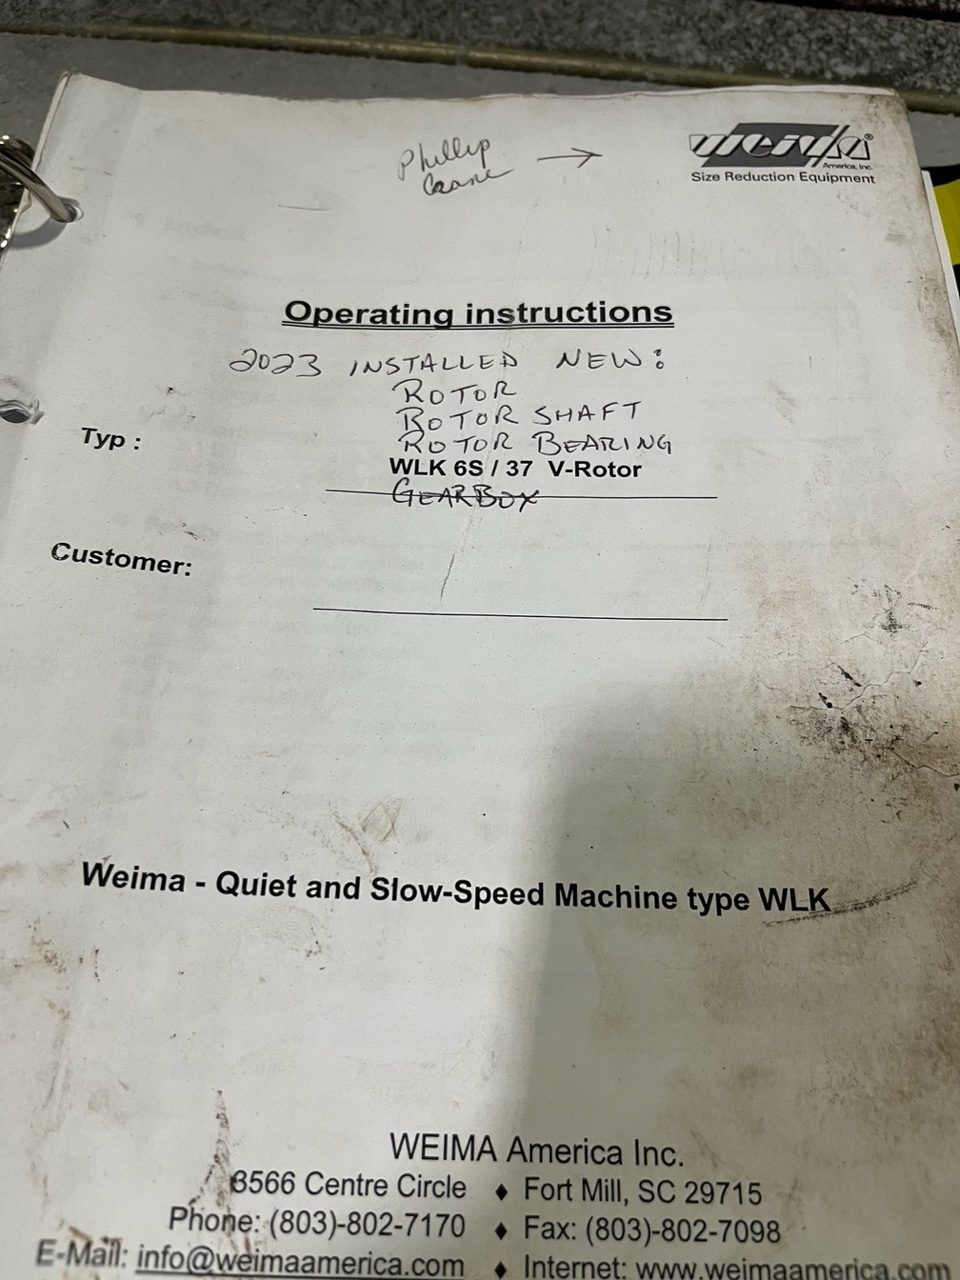 Phillip
Crane →
weima®
America, Inc.
Size Reduction Equipment
Operating instructions
2023 INSTALLED NEW:
ROTOR
ROTOR SHAFT
ROTOR BEARING
Typ :
WLK 6S / 37 V-Rotor
GEARBOX
Customer:
Weima - Quiet and Slow-Speed Machine type WLK
WEIMA America Inc.
3566 Centre Circle ♦ Fort Mill, SC 29715
Phone: (803)-802-7170 ♦ Fax: (803)-802-7098
E-Mail: info@weimaamerica.com ♦ Internet: www.weimaamerica.com